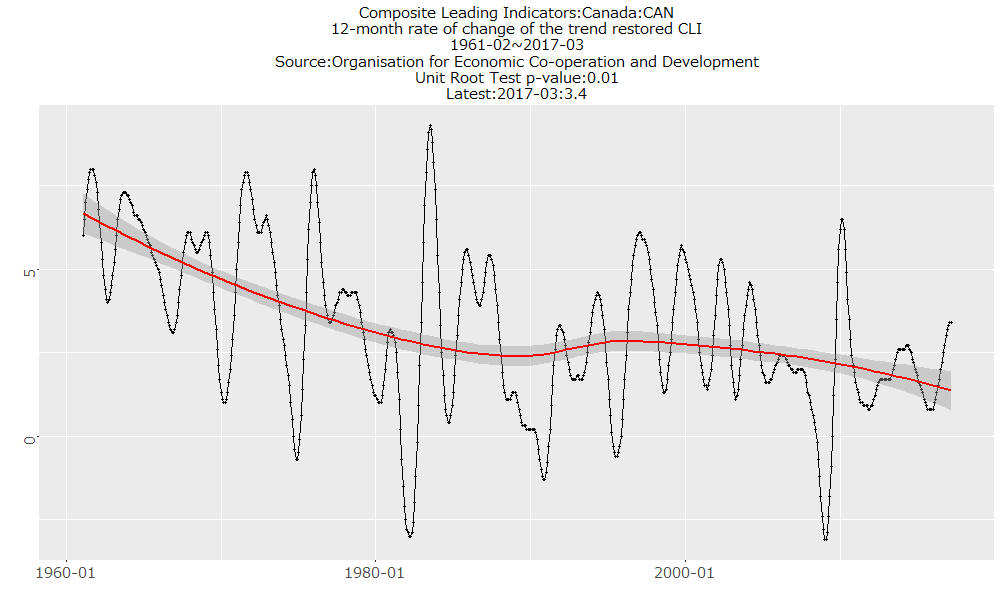 Composite Leading Indicators:Canada:CAN
12-month rate of change of the trend restored CLI
1961-02~2017-03
Source:Organisation for Economic Co-operation and Development
Unit Root Test p-value:0.01
Latest:2017-03:3.4
5
0
1960-01 1980-01 2000-01